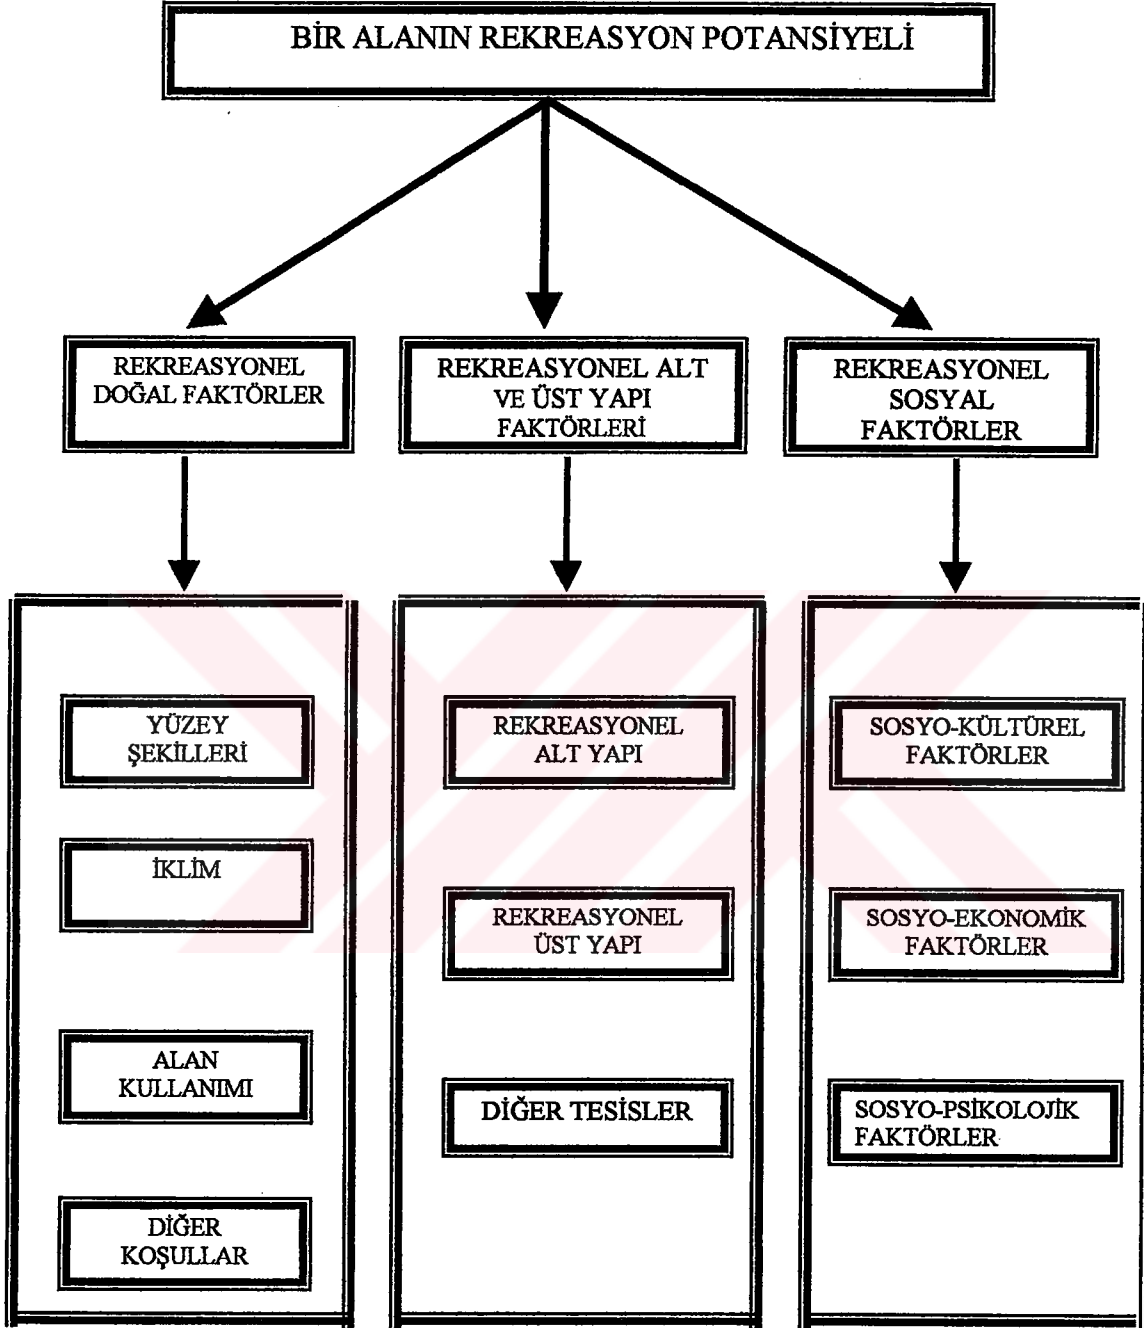 BİR ALANIN REKREASYON POTANSİYELİ
REKREASYONEL
DOĞAL FAKTÖRLER
REKREASYONEL ALT
VE ÜST YAPI
FAKTÖRLERİ
REKREASYONEL
SOSYAL
FAKTÖRLER
YÜZEY
ŞEKİLLERİ
İKLİM
ALAN
KULLANIMI
DİĞER
KOŞULLAR
REKREASYONEL
ALT YAPI
REKREASYONEL
ÜST YAPI
DİĞER TESİSLER
SOSYO-KÜLTÜREL
FAKTÖRLER
SOSYO-EKONOMİK
FAKTÖRLER
SOSYO-PSİKOLOJİK
FAKTÖRLER